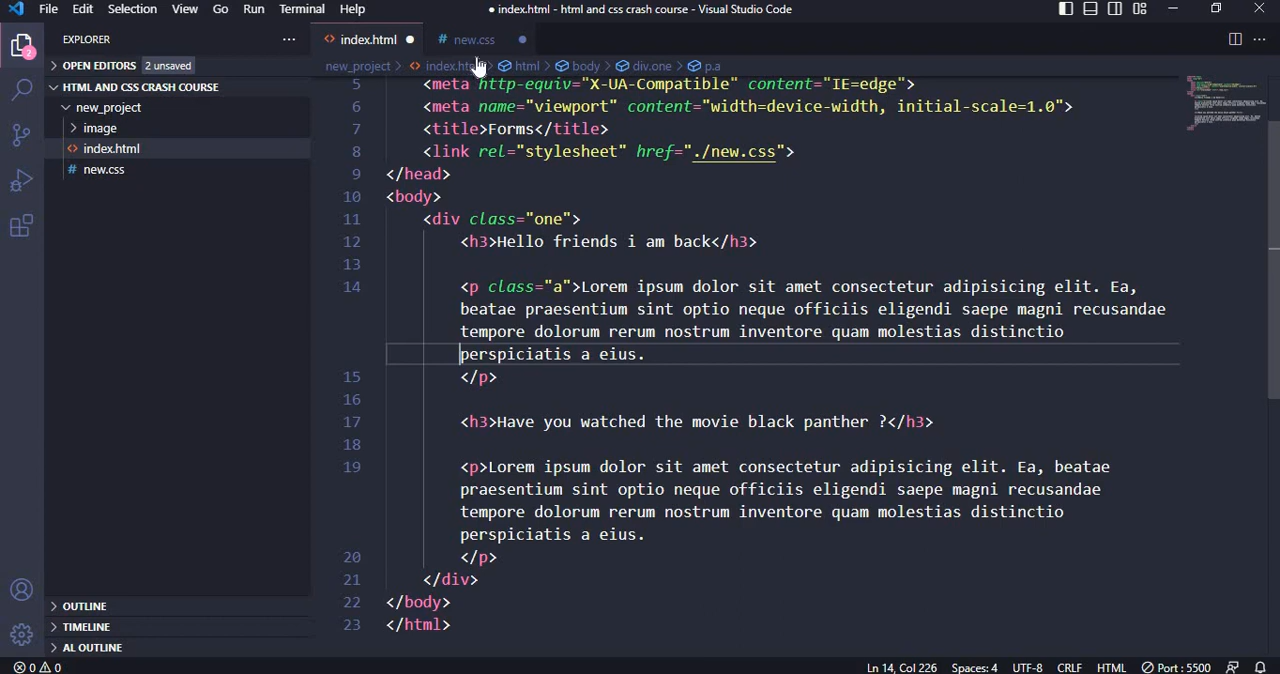 File Edit Selection View Go Run Terminal Help ● index.html - html and css crash course - Visual Studio Code
EXPLORER ...
OPEN EDITORS 2 unsaved
HTML AND CSS CRASH COURSE
new_project
image
<> index.html
# new.css
OUTLINE
TIMELINE
AL OUTLINE
2
<> index.html ● # new.css ●
new_project > <> index.htm > html > body > div.one > p.a
5 <meta http-equiv="X-UA-Compatible" content="IE=edge">
6 <meta name="viewport" content="width=device-width, initial-scale=1.0">
7 <title>Forms</title>
8 <link rel="stylesheet" href="./new.css">
9 </head>
10 <body>
11 <div class="one">
12 <h3>Hello friends i am back</h3>
13
14 <p class="a">Lorem ipsum dolor sit amet consectetur adipisicing elit. Ea,
beatae praesentium sint optio neque officiis eligendi saepe magni recusandae
tempore dolorum rerum nostrum inventore quam molestias distinctio
perspiciatis a eius.
15 </p>
16
17 <h3>Have you watched the movie black panther ?</h3>
18
19 <p>Lorem ipsum dolor sit amet consectetur adipisicing elit. Ea, beatae
praesentium sint optio neque officiis eligendi saepe magni recusandae
tempore dolorum rerum nostrum inventore quam molestias distinctio
perspiciatis a eius.
20 </p>
21 </div>
22 </body>
23 </html>
0 0 Ln 14, Col 226 Spaces: 4 UTF-8 CRLF HTML Port : 5500